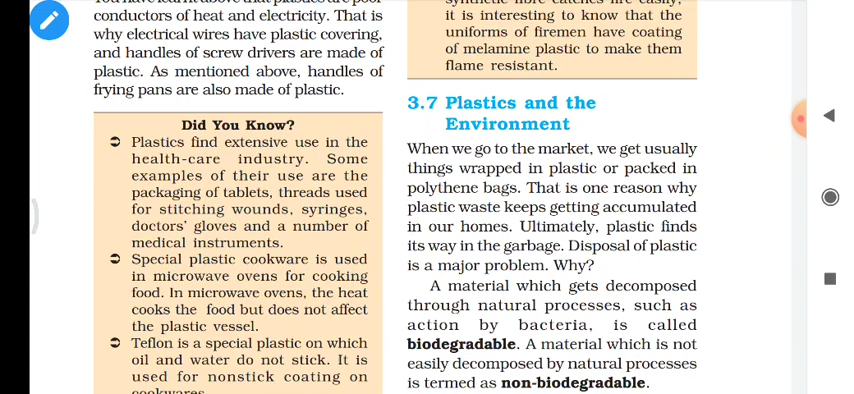 conductors of heat and electricity. That is
why electrical wires have plastic covering,
and handles of screw drivers are made of
plastic. As mentioned above, handles of
frying pans are also made of plastic.
Did You Know?
➲ Plastics find extensive use in the
health-care industry. Some
examples of their use are the
packaging of tablets, threads used
for stitching wounds, syringes,
doctors' gloves and a number of
medical instruments.
➲ Special plastic cookware is used
in microwave ovens for cooking
food. In microwave ovens, the heat
cooks the food but does not affect
the plastic vessel.
➲ Teflon is a special plastic on which
oil and water do not stick. It is
used for nonstick coating on
cookwares.
synthetic fibre catches fire easily,
it is interesting to know that the
uniforms of firemen have coating
of melamine plastic to make them
flame resistant.
3.7 Plastics and the
Environment
When we go to the market, we get usually
things wrapped in plastic or packed in
polythene bags. That is one reason why
plastic waste keeps getting accumulated
in our homes. Ultimately, plastic finds
its way in the garbage. Disposal of plastic
is a major problem. Why?
A material which gets decomposed
through natural processes, such as
action by bacteria, is called
biodegradable. A material which is not
easily decomposed by natural processes
is termed as non-biodegradable.